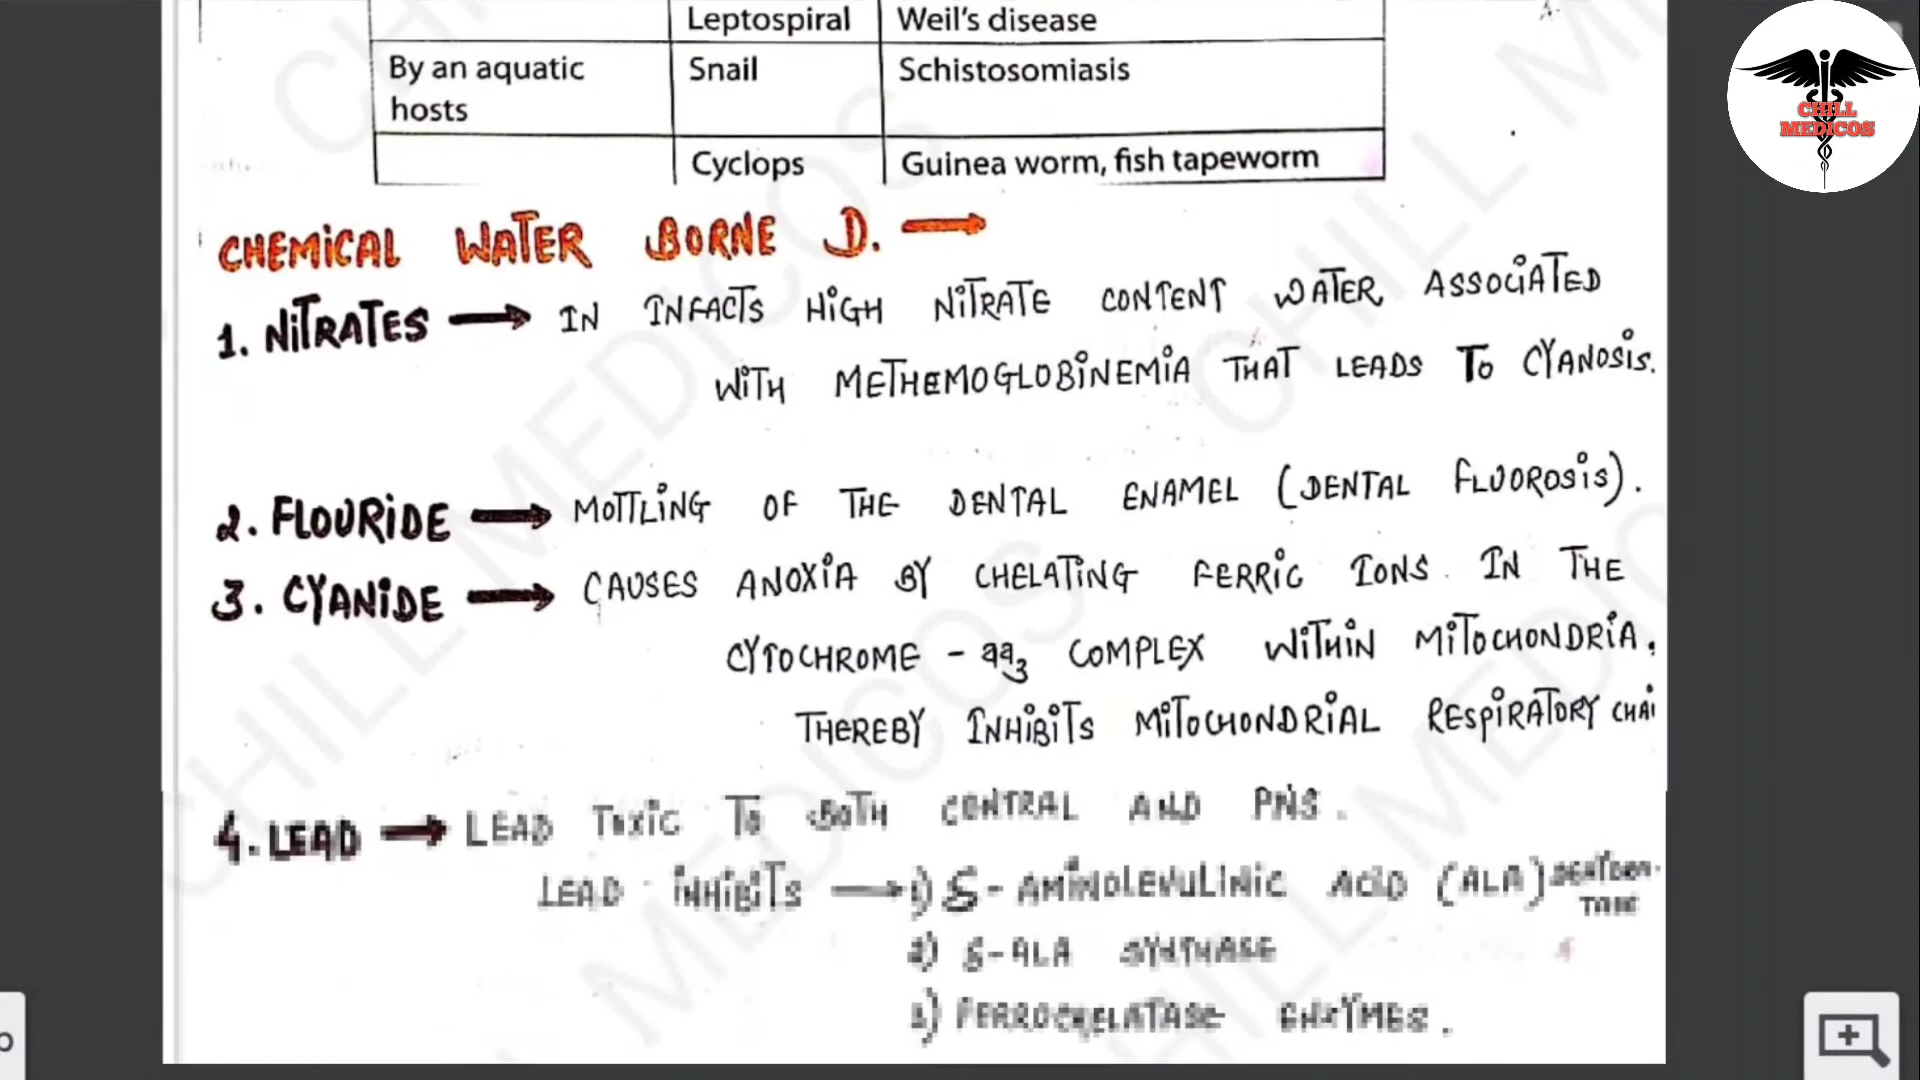 Leptospiral Weil's disease
By an aquatic hosts Snail Schistosomiasis
Cyclops Guinea worm, fish tapeworm
CHILL MEDICOS
CHEMICAL WATER BORNE D. →
1. NITRATES → IN INFACTS HIGH NITRATE CONTENT WATER ASSOCIATED
WITH METHEMOGLOBINEMIA THAT LEADS TO CYANOSIS.
2. FLOURIDE → MOTTLING OF THE DENTAL ENAMEL (DENTAL FLUOROSIS).
3. CYANIDE → CAUSES ANOXIA BY CHELATING FERRIC IONS IN THE
CYTOCHROME - aa3 COMPLEX WITHIN MITOCHONDRIA.
THEREBY INHIBITS MITOCHONDRIAL RESPIRATORY CHAI
4. LEAD → LEAD TOXIC TO BOTH CONTRAL AND PNS.
LEAD INHIBITS → 1) δ- AMINOLEVULINIC ACID (ALA)
2) δ-ALA SYNTHASE
3) FERROCHELATASE ENZYMES.